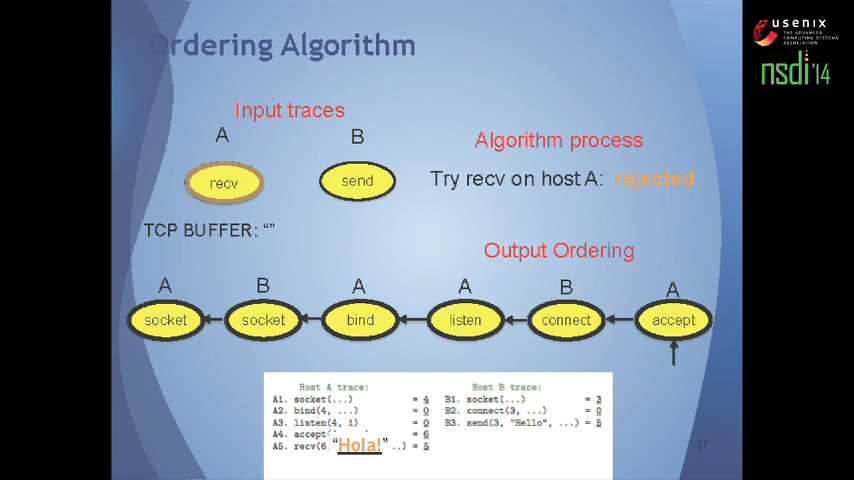 Ordering Algorithm
usenix
THE ADVANCED
COMPUTING SYSTEMS
ASSOCIATION
nsdi '14
Input traces
A B
Algorithm process
recv send
Try recv on host A: rejected
TCP BUFFER: “”
Output Ordering
A B A A B A
socket socket bind listen connect accept
Host A trace: Host B trace:
A1. socket(...) = 4 B1. socket(...) = 3
A2. bind(4, ...) = 0 B2. connect(3, ...) = 0
A3. listen(4, 1) = 0 B3. send(3, "Hello", ...) = 5
A4. accept( = 6
A5. recv(6, “Hola!” ..) = 5
37